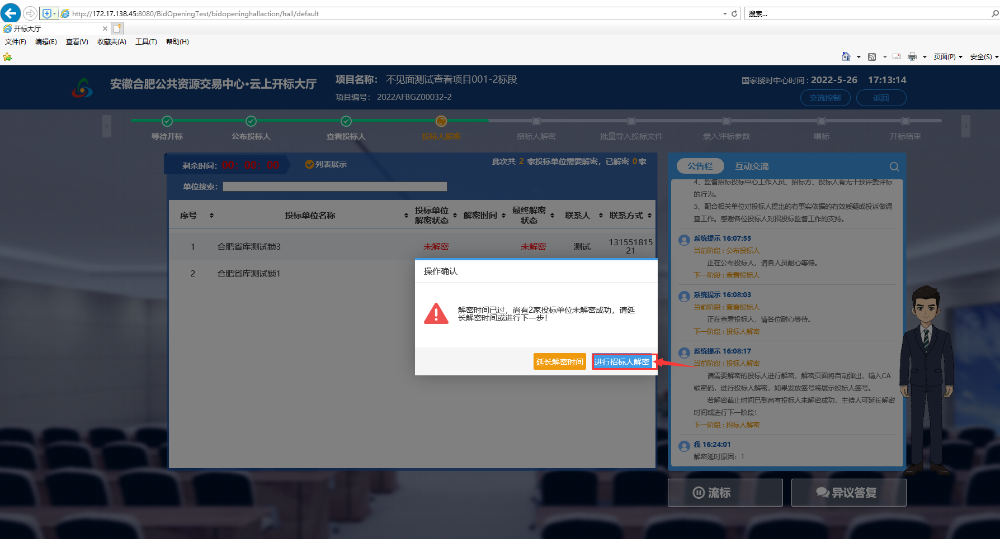 http://172.17.138.45:8080/BidOpeningTest/bidopeninghallaction/hall/default
搜索...
开标大厅
文件(F) 编辑(E) 查看(V) 收藏夹(A) 工具(T) 帮助(H)
页面(P) 安全(S)
安徽合肥公共资源交易中心·云上开标大厅
项目名称： 不见面测试查看项目001-2标段
项目编号： 2022AFBGZ00032-2
国家授时中心时间 : 2022-5-26 17:13:14
交流控制 返回
等待开标 公布投标人 查看投标人 投标人解密 招标人解密 批量导入投标文件 录入评标参数 唱标 开标结束
剩余时间： 00: 00: 00
列表展示
此次共 2 家投标单位需要解密，已解密 0 家
单位搜索：
序号 投标单位名称 投标单位解密状态 解密时间 最终解密状态 联系人 联系方式
1 合肥省库测试锁3 未解密 未解密 测试 13155181521
2 合肥省库测试锁1
操作确认
解密时间已过，尚有2家投标单位未解密成功，请延
长解密时间或进行下一步！
延长解密时间 进行招标人解密
公告栏 互动交流
4、监督招标投标中心工作人员、招标方、投标人有无干预评委评标
的行为。
5、配合相关单位对投标人提出的有事实依据的有效质疑或投诉做调
查工作。感谢各位投标人对招投标监督工作的支持。
系统提示 16:07:55
当前阶段 : 公布投标人
正在公布投标人，请各人员耐心等待。
下一阶段 : 查看投标人
系统提示 16:08:03
当前阶段 : 查看投标人
正在查看投标人，请各位耐心等待。
下一阶段 : 投标人解密
系统提示 16:08:17
当前阶段 : 投标人解密
请需要解密的投标人进行解密，解密页面将自动弹出，输入CA
锁密码，进行投标人解密，如果发放签号将展示投标人签号。
若解密截止时间已到尚有投标人未解密成功，主持人可延长解密
时间或进行下一阶段！
下一阶段 : 招标人解密
我 16:24:01
解密延时原因：1
流标 异议答复